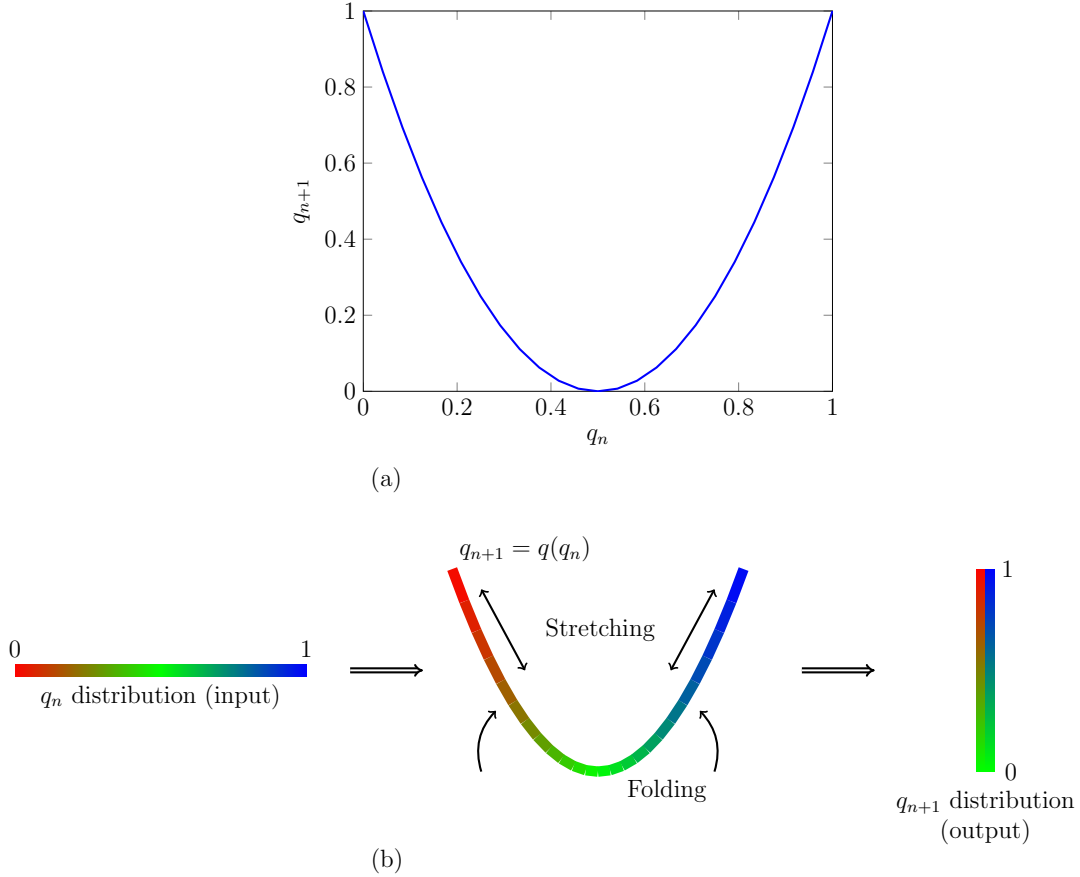 1
0.8
0.6
0.4
0.2
0
q_{n+1}
0 0.2 0.4 0.6 0.8 1
q_n
(a)
q_{n+1} = q(q_n)
0 1
q_n distribution (input)
Stretching
Folding
1
0
q_{n+1} distribution
(output)
(b)